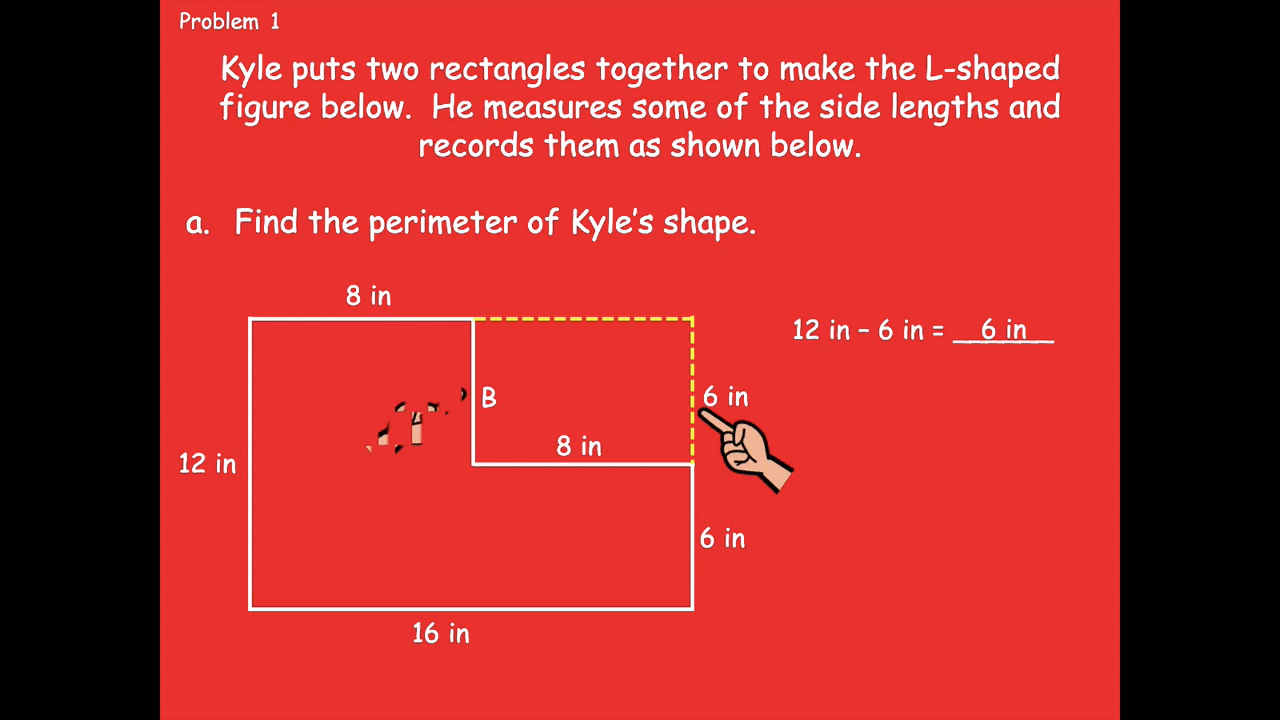 Problem 1
Kyle puts two rectangles together to make the L-shaped
figure below. He measures some of the side lengths and
records them as shown below.
a. Find the perimeter of Kyle's shape.
8 in
12 in – 6 in = __6 in__
B
6 in
8 in
12 in
6 in
16 in